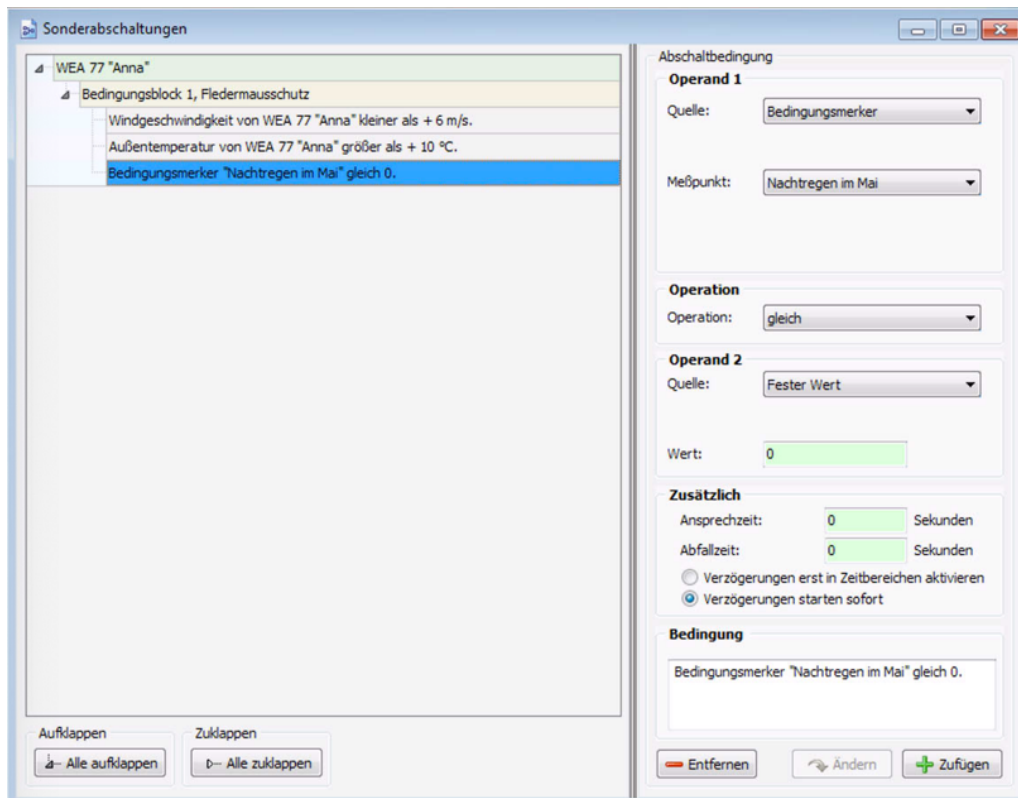 Sonderabschaltungen
WEA 77 "Anna"
Bedingungsblock 1, Fledermausschutz
Windgeschwindigkeit von WEA 77 "Anna" kleiner als + 6 m/s.
Außentemperatur von WEA 77 "Anna" größer als + 10 °C.
Bedingungsmerker "Nachtregen im Mai" gleich 0.
Aufklappen
Alle aufklappen
Zuklappen
Alle zuklappen
Abschaltbedingung
Operand 1
Quelle: Bedingungsmerker
Meßpunkt: Nachtregen im Mai
Operation
Operation: gleich
Operand 2
Quelle: Fester Wert
Wert: 0
Zusätzlich
Ansprechzeit: 0 Sekunden
Abfallzeit: 0 Sekunden
Verzögerungen erst in Zeitbereichen aktivieren
Verzögerungen starten sofort
Bedingung
Bedingungsmerker "Nachtregen im Mai" gleich 0.
Entfernen
Ändern
Zufügen